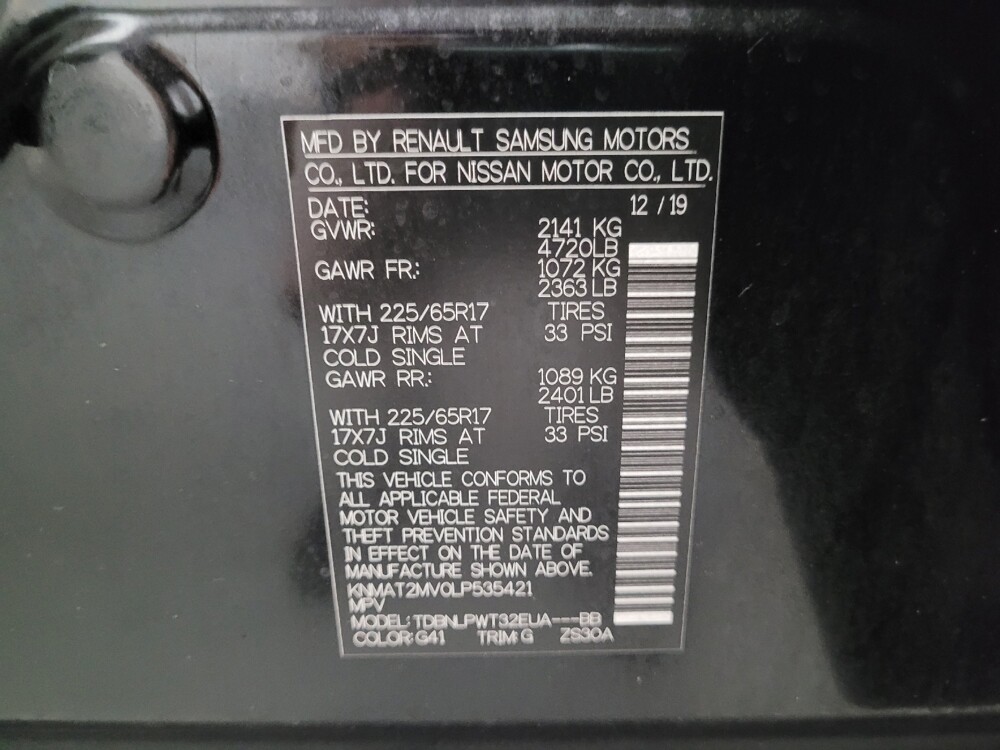 MFD BY RENAULT SAMSUNG MOTORS
CO., LTD. FOR NISSAN MOTOR CO., LTD.
DATE: 12 / 19
GVWR: 2141 KG
4720LB
GAWR FR.: 1072 KG
2363 LB
WITH 225/65R17 TIRES
17X7J RIMS AT 33 PSI
COLD SINGLE
GAWR RR.: 1089 KG
2401 LB
WITH 225/65R17 TIRES
17X7J RIMS AT 33 PSI
COLD SINGLE
THIS VEHICLE CONFORMS TO
ALL APPLICABLE FEDERAL
MOTOR VEHICLE SAFETY AND
THEFT PREVENTION STANDARDS
IN EFFECT ON THE DATE OF
MANUFACTURE SHOWN ABOVE.
KNMAT2MV0LP535421
MPV
MODEL: TDBNLPWT32EUA---BB
COLOR: G41 TRIM: G ZS30A